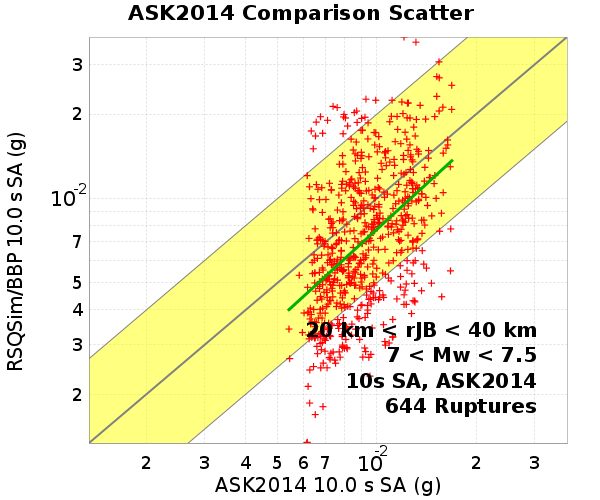 ASK2014 Comparison Scatter
RSQSim/BBP 10.0 s SA (g)
3
2
10-2
7
5
4
3
2
20 km < rJB < 40 km
7 < Mw < 7.5
10s SA, ASK2014
644 Ruptures
2 3 4 5 6 7 10-2 2 3
ASK2014 10.0 s SA (g)